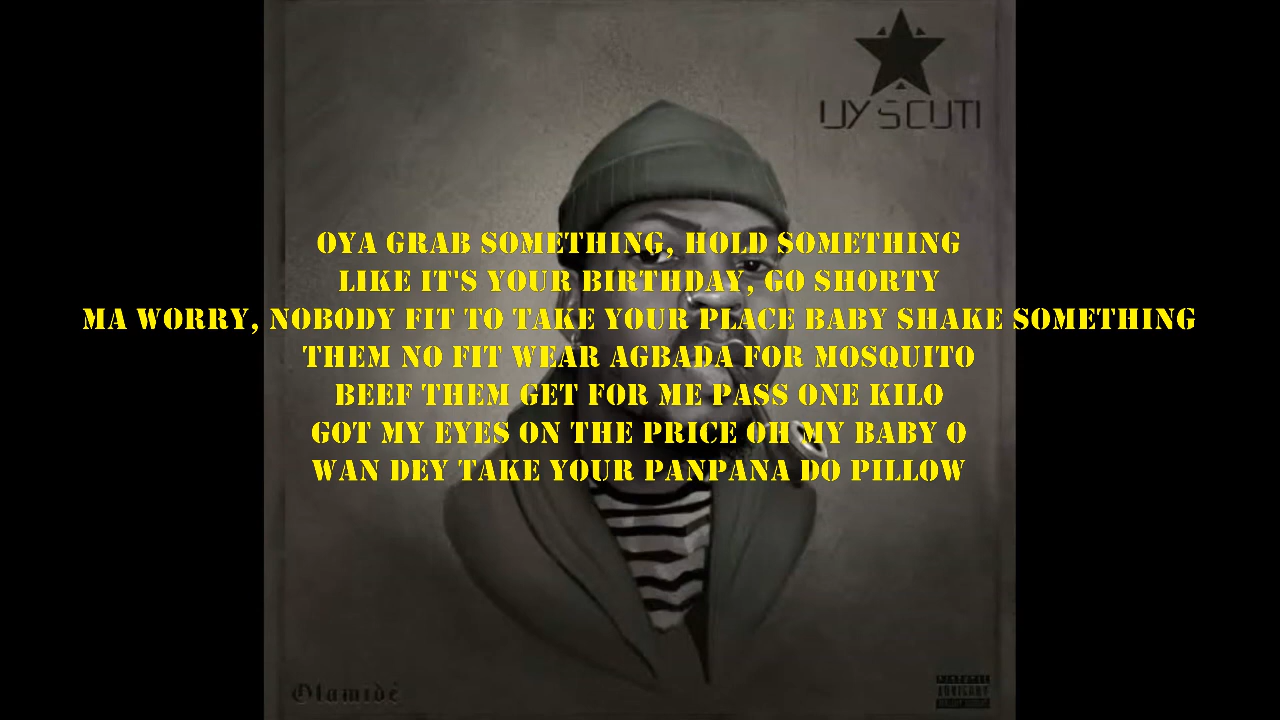 UY SCUTI
OYA GRAB SOMETHING, HOLD SOMETHING
LIKE IT'S YOUR BIRTHDAY, GO SHORTY
MA WORRY, NOBODY FIT TO TAKE YOUR PLACE BABY SHAKE SOMETHING
THEM NO FIT WEAR AGBADA FOR MOSQUITO
BEEF THEM GET FOR ME PASS ONE KILO
GOT MY EYES ON THE PRICE OH MY BABY O
WAN DEY TAKE YOUR PANPANA DO PILLOW
Olamidé
ADVISORY